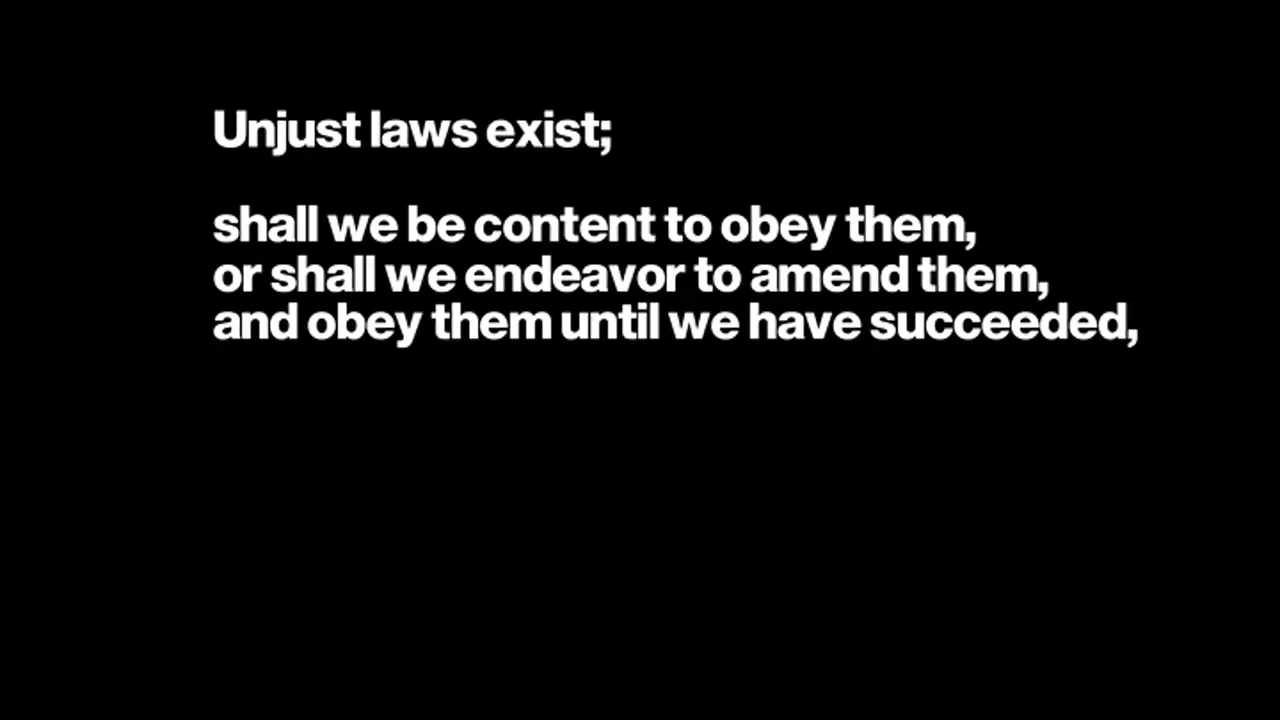 Unjust laws exist;
shall we be content to obey them,
or shall we endeavor to amend them,
and obey them until we have succeeded,